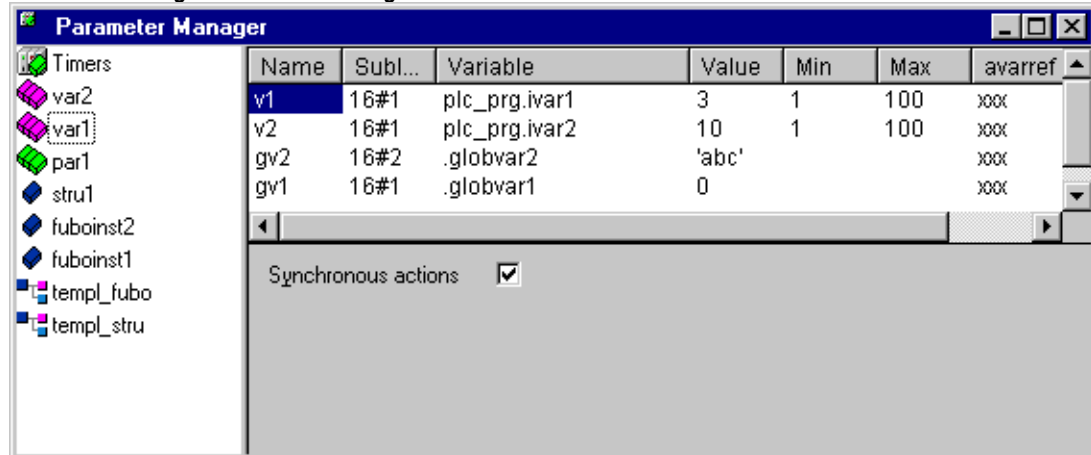 Parameter Manager
Timers
var2
var1
par1
stru1
fuboinst2
fuboinst1
templ_fubo
templ_stru
Name Subl... Variable Value Min Max avarref
v1 16#1 plc_prg.ivar1 3 1 100 xxx
v2 16#1 plc_prg.ivar2 10 1 100 xxx
gv2 16#2 .globvar2 'abc' xxx
gv1 16#1 .globvar1 0 xxx
Synchronous actions